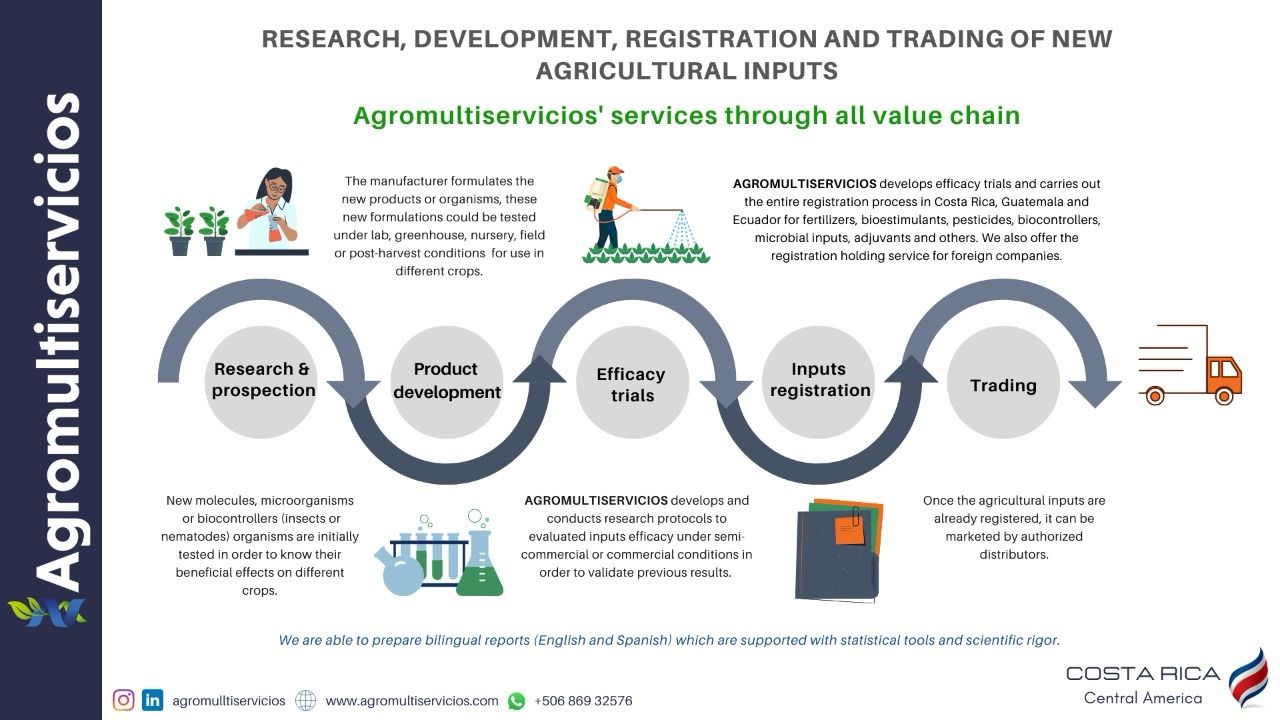 Agromultiservicios
RESEARCH, DEVELOPMENT, REGISTRATION AND TRADING OF NEW
AGRICULTURAL INPUTS
Agromultiservicios' services through all value chain
The manufacturer formulates the
new products or organisms, these
new formulations could be tested
under lab, greenhouse, nursery, field
or post-harvest conditions for use in
different crops.
AGROMULTISERVICIOS develops efficacy trials and carries out
the entire registration process in Costa Rica, Guatemala and
Ecuador for fertilizers, bioestimulants, pesticides, biocontrollers,
microbial inputs, adjuvants and others. We also offer the
registration holding service for foreign companies.
Research &
prospection
Product
development
Efficacy
trials
Inputs
registration
Trading
New molecules, microorganisms
or biocontrollers (insects or
nematodes) organisms are initially
tested in order to know their
beneficial effects on different
crops.
AGROMULTISERVICIOS develops and
conducts research protocols to
evaluated inputs efficacy under semi-
commercial or commercial conditions in
order to validate previous results.
Once the agricultural inputs are
already registered, it can be
marketed by authorized
distributors.
We are able to prepare bilingual reports (English and Spanish) which are supported with statistical tools and scientific rigor.
agromulltiservicios www.agromultiservicios.com +506 869 32576
COSTA RICA
Central America